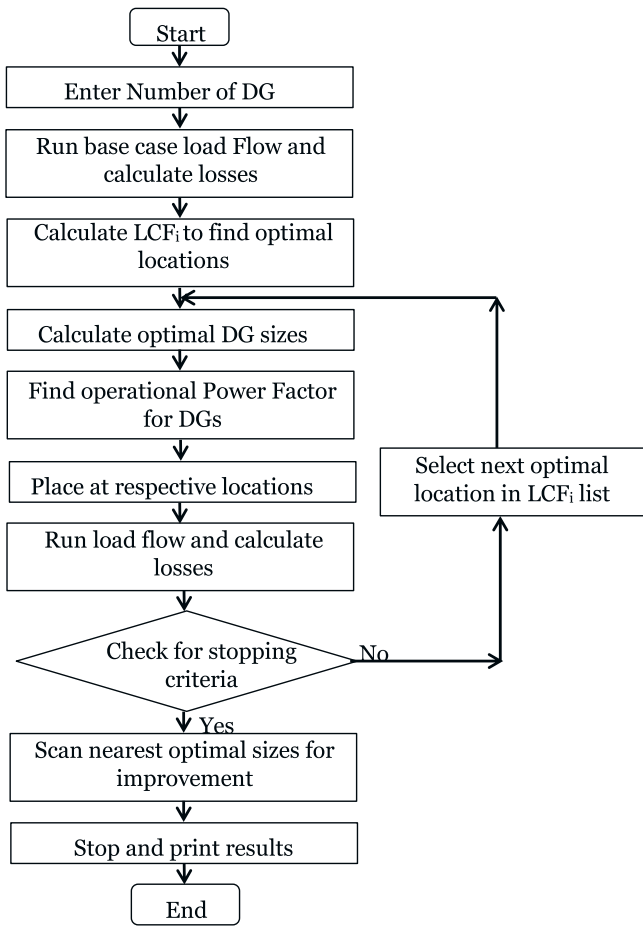 Start
Enter Number of DG
Run base case load Flow and
calculate losses
Calculate LCFi to find optimal
locations
Calculate optimal DG sizes
Find operational Power Factor
for DGs
Place at respective locations
Run load flow and calculate
losses
Check for stopping
criteria
No
Select next optimal
location in LCFi list
Yes
Scan nearest optimal sizes for
improvement
Stop and print results
End